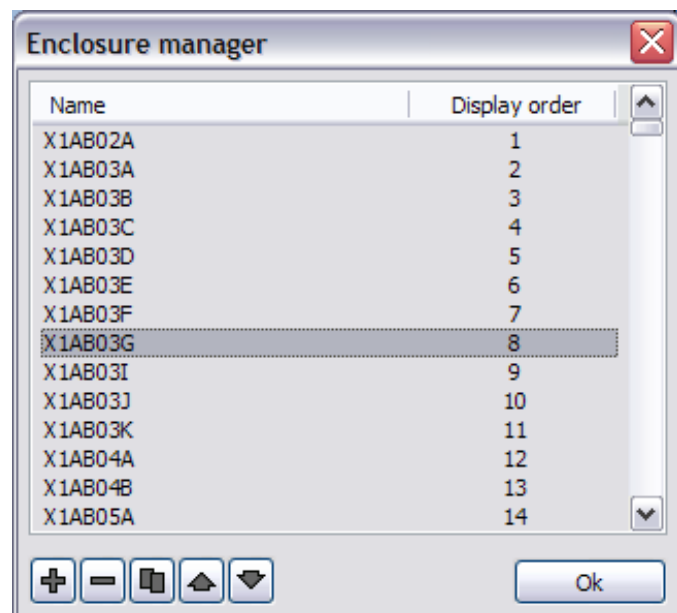 Enclosure manager
Name Display order
X1AB02A 1
X1AB03A 2
X1AB03B 3
X1AB03C 4
X1AB03D 5
X1AB03E 6
X1AB03F 7
X1AB03G 8
X1AB03I 9
X1AB03J 10
X1AB03K 11
X1AB04A 12
X1AB04B 13
X1AB05A 14
Ok